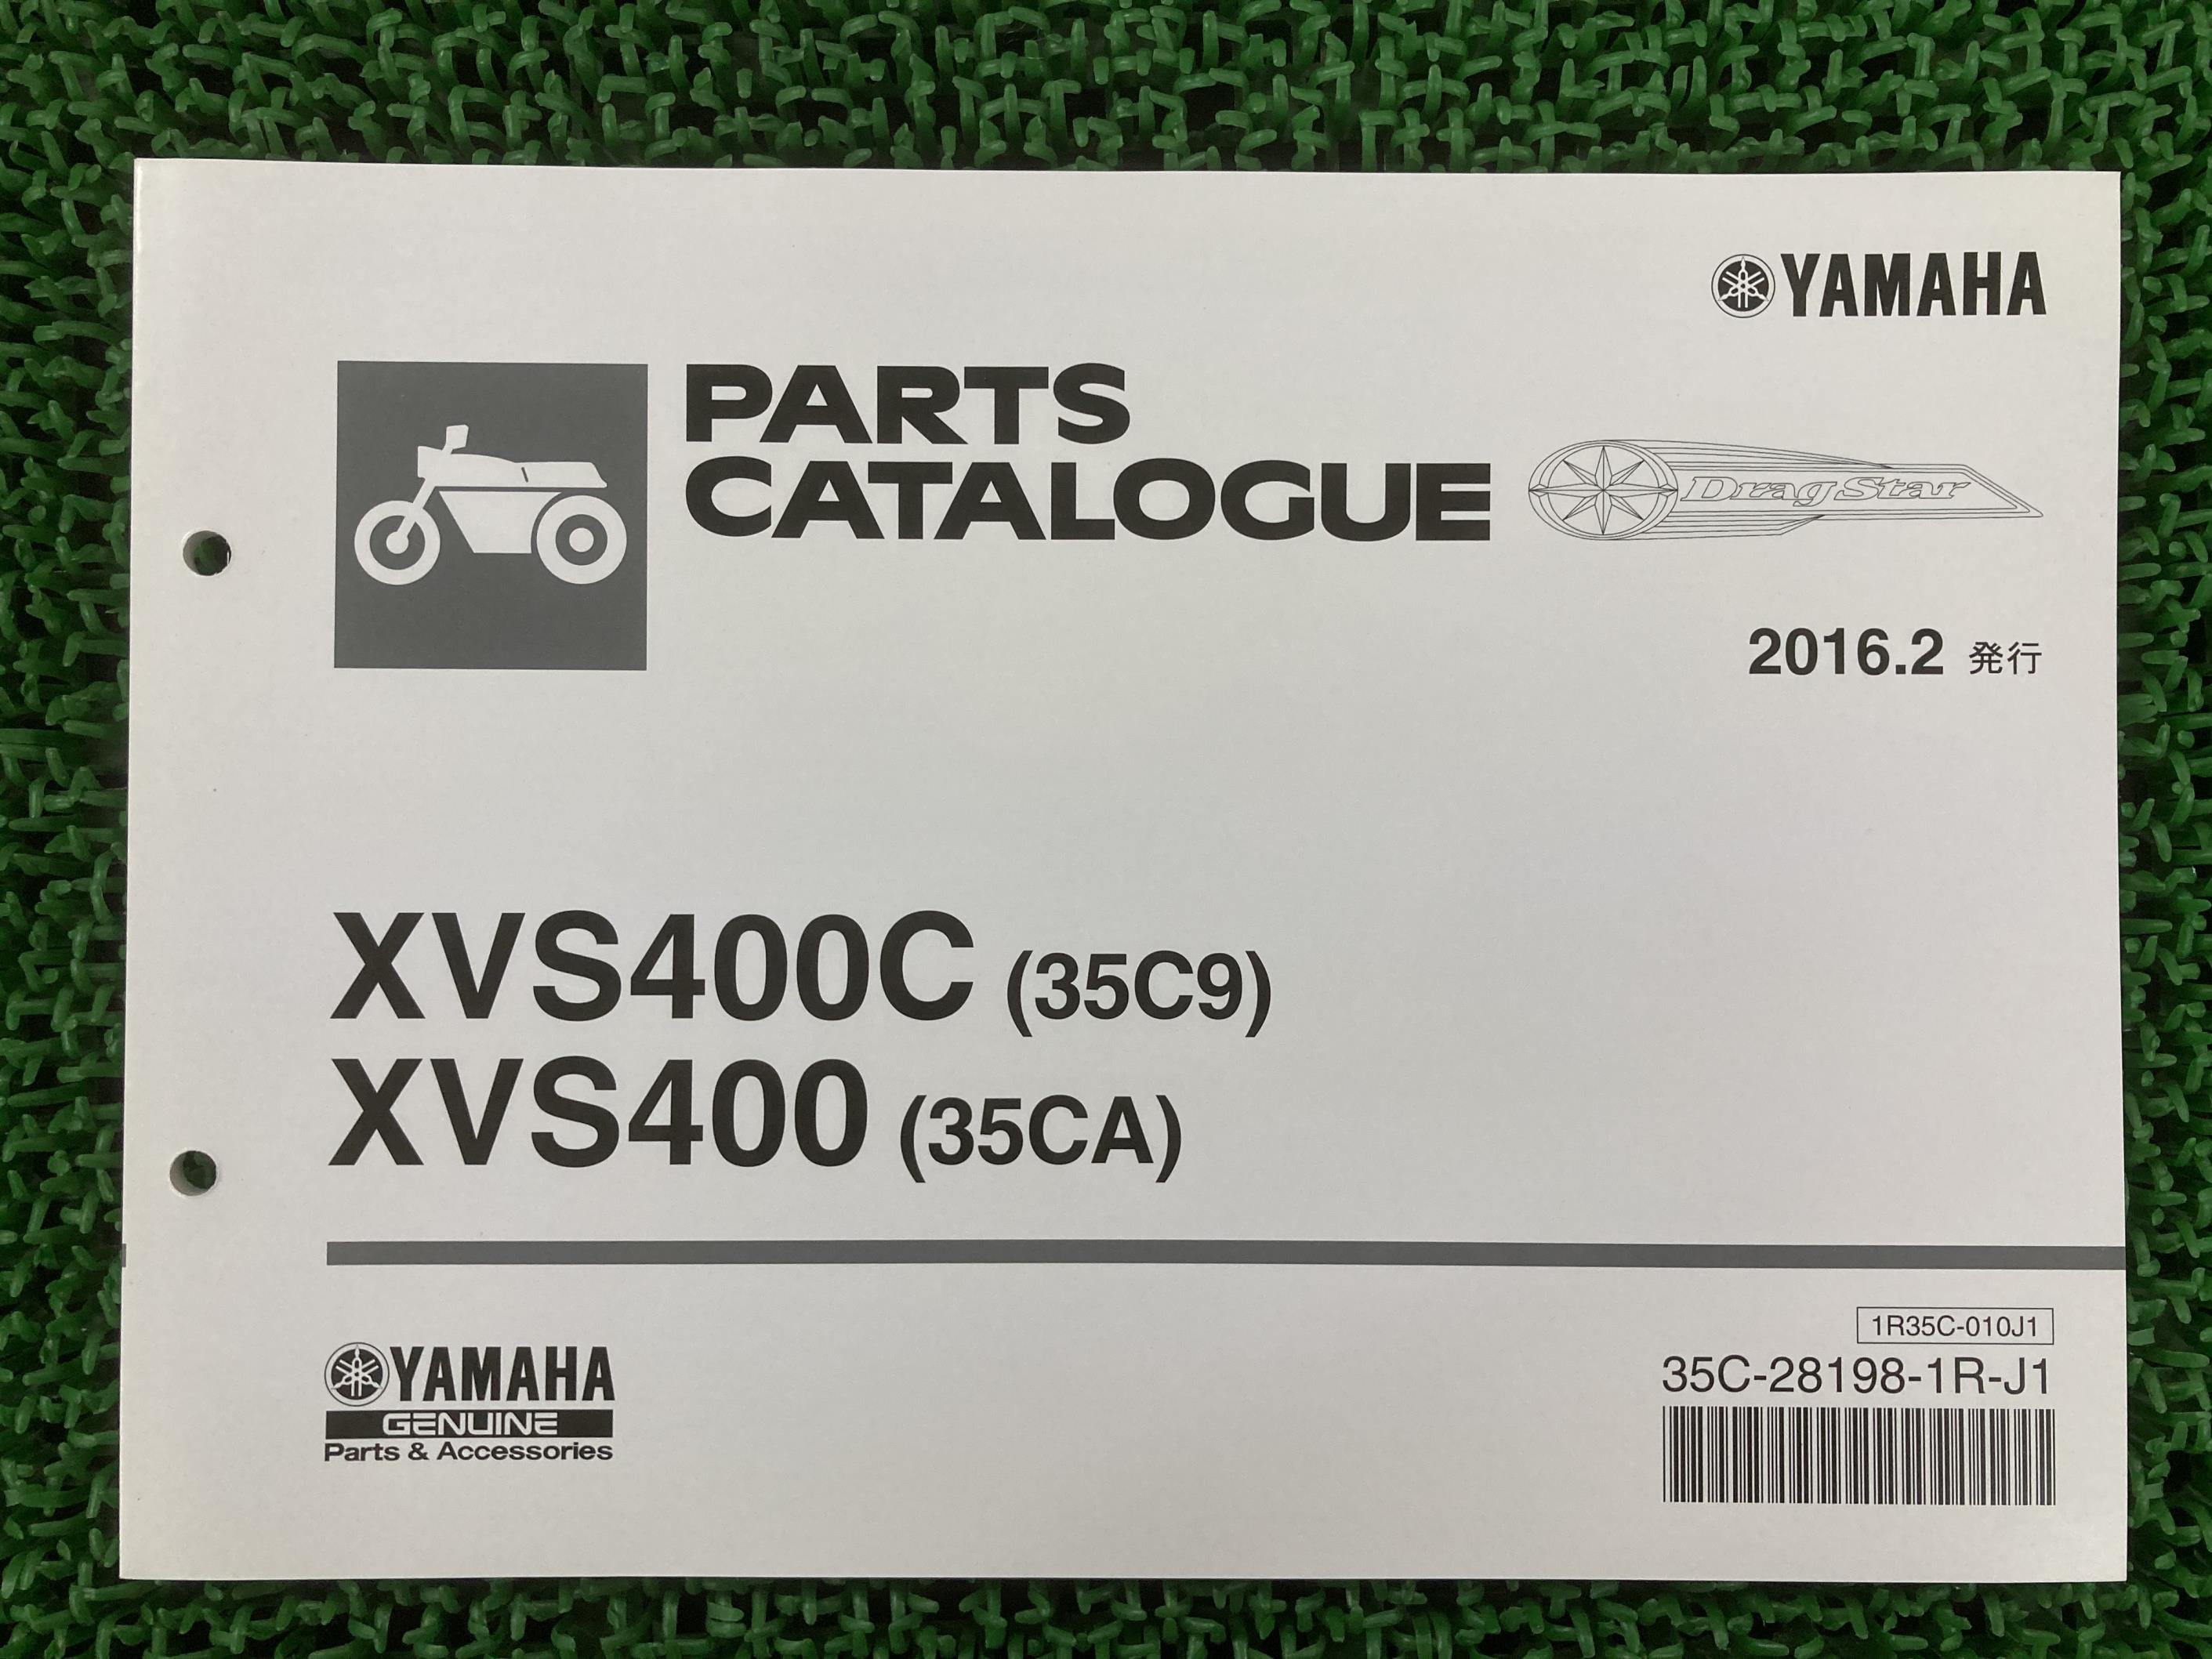 YAMAHA
PARTS
CATALOGUE
DragStar
2016.2 発行
XVS400C (35C9)
XVS400 (35CA)
1R35C-010J1
35C-28198-1R-J1
YAMAHA
GENUINE
Parts & Accessories